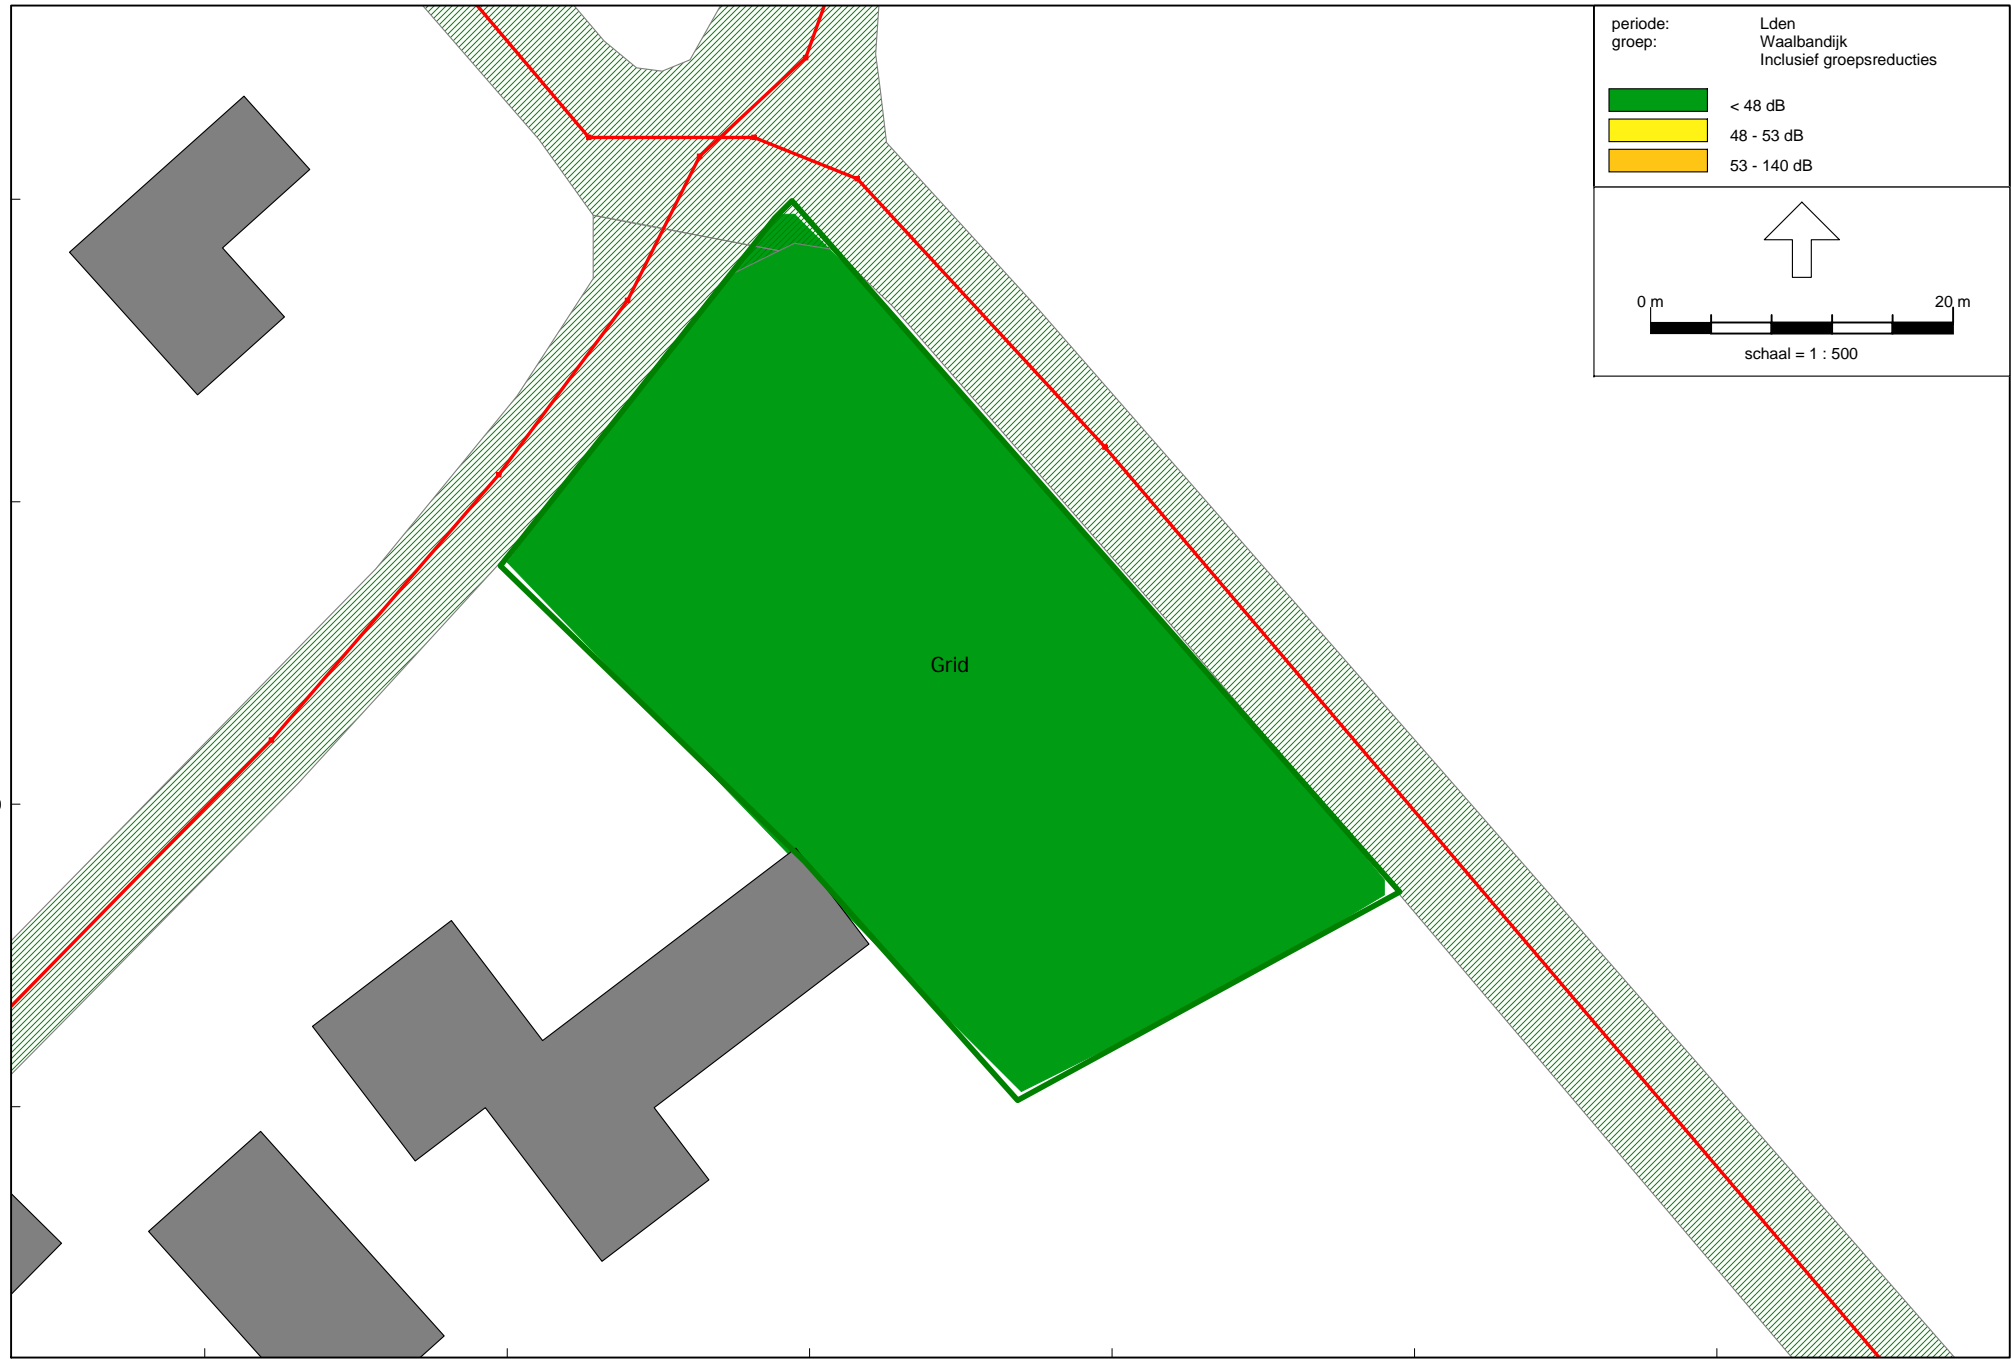 periode: Lden
groep: Waalbandijk
Inclusief groepsreducties
< 48 dB
48 - 53 dB
53 - 140 dB
0 m 20 m
schaal = 1 : 500
Grid